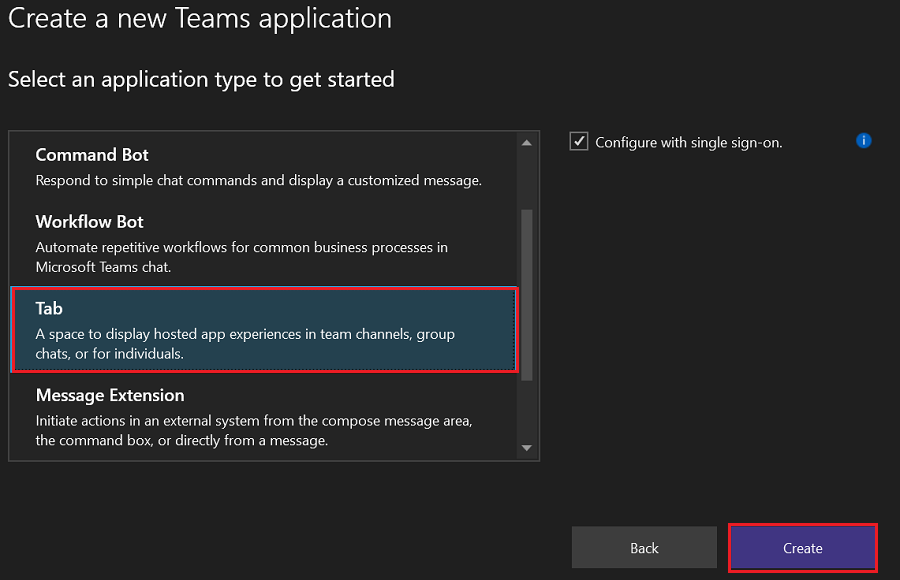 Create a new Teams application
Select an application type to get started
Command Bot
Respond to simple chat commands and display a customized message.
Workflow Bot
Automate repetitive workflows for common business processes in
Microsoft Teams chat.
Tab
A space to display hosted app experiences in team channels, group
chats, or for individuals.
Message Extension
Initiate actions in an external system from the compose message area,
the command box, or directly from a message.
Configure with single sign-on.
i
Back
Create